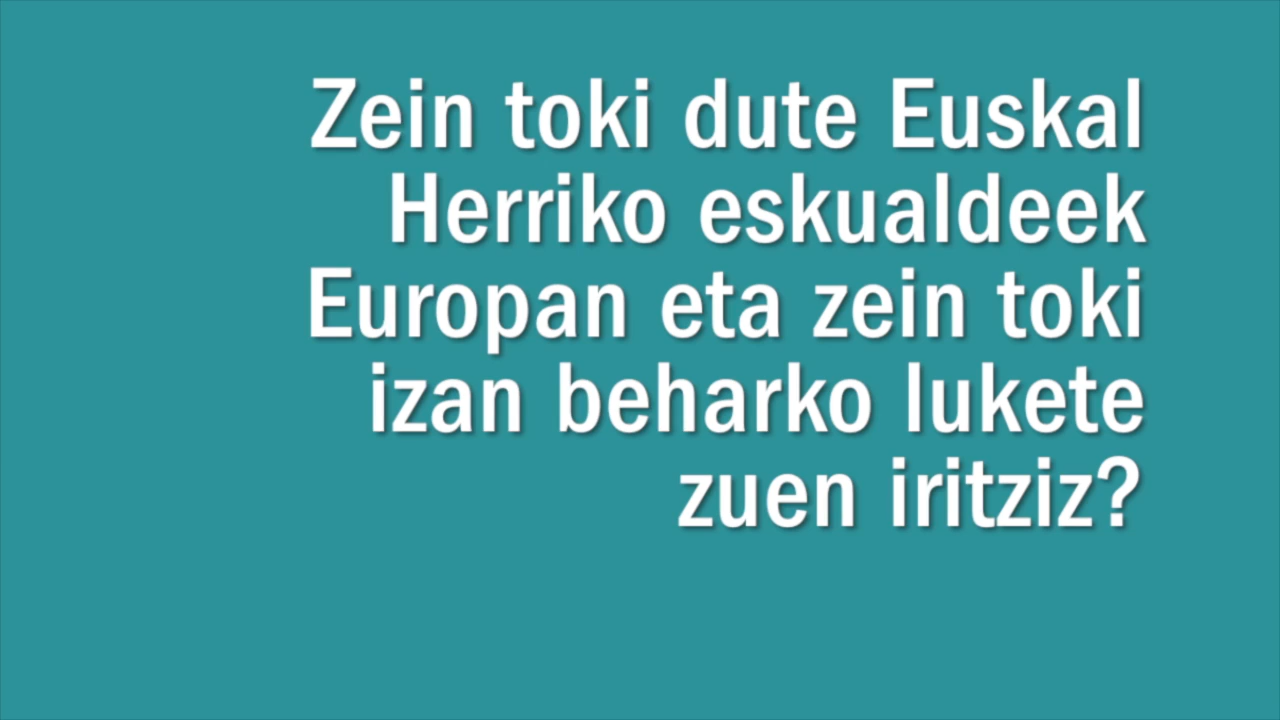 Zein toki dute Euskal
Herriko eskualdeek
Europan eta zein toki
izan beharko lukete
zuen iritziz?